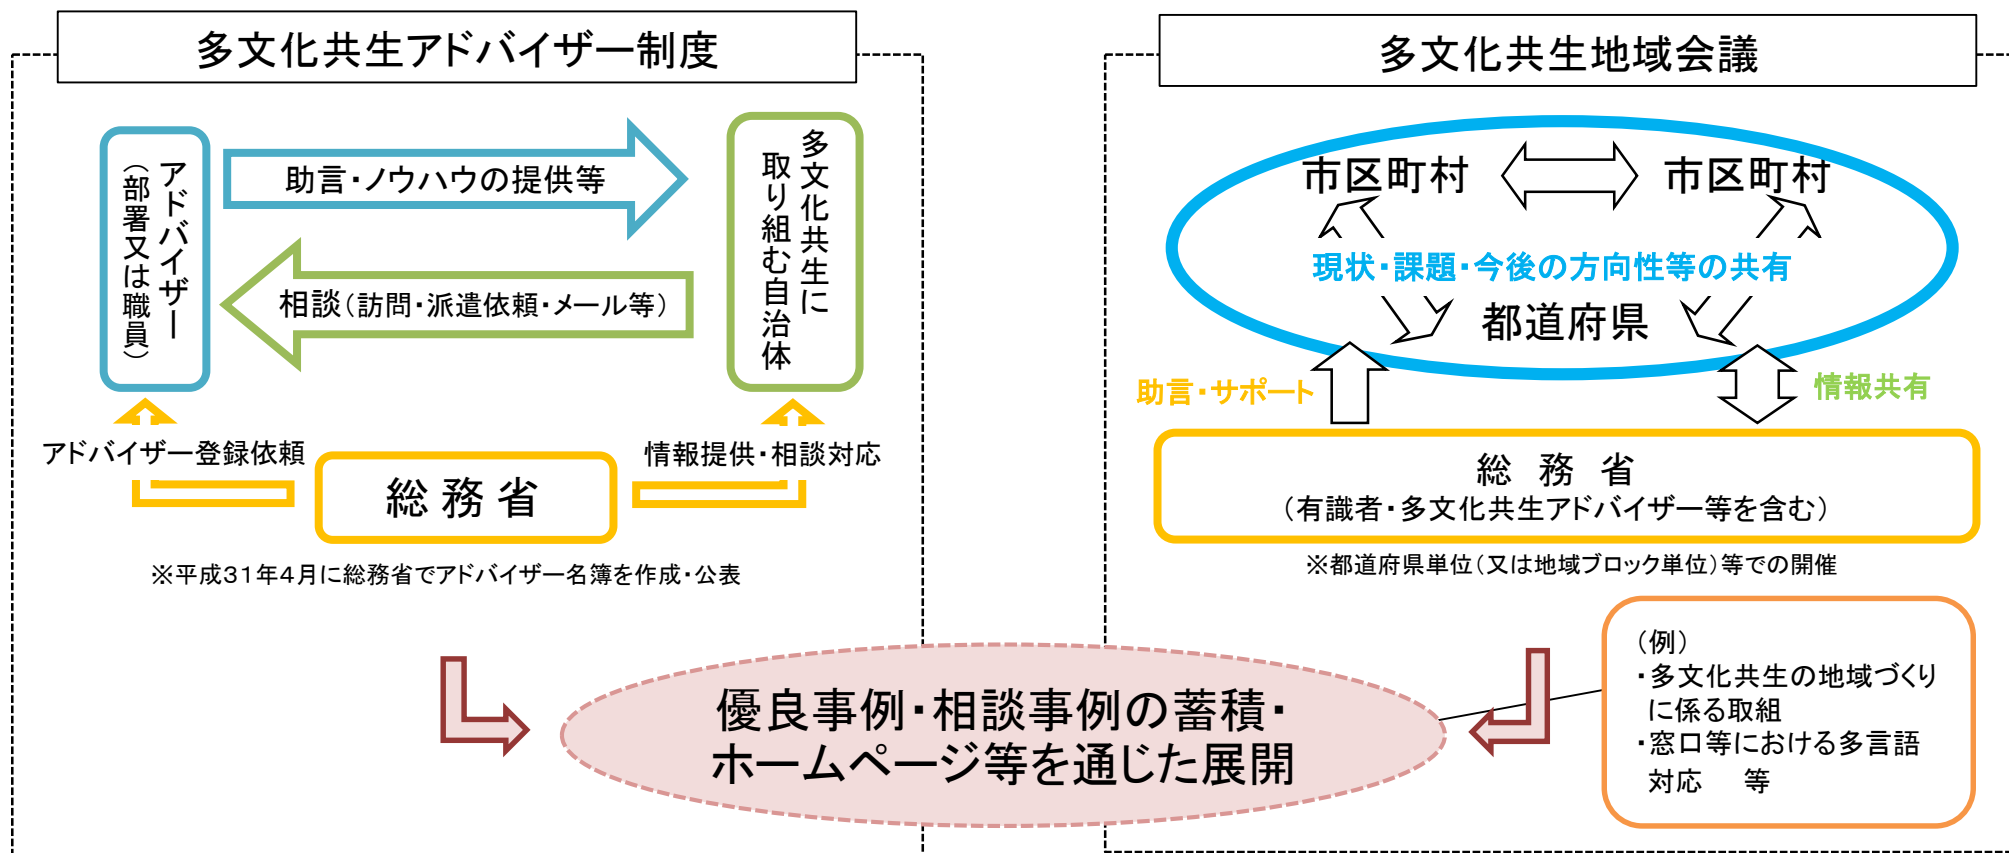 多文化共生アドバイザー制度
アドバイザー
（部署又は職員）
助言・ノウハウの提供等
相談（訪問・派遣依頼・メール等）
多文化共生に
取り組む自治体
アドバイザー登録依頼
総務省
情報提供・相談対応
※平成３１年４月に総務省でアドバイザー名簿を作成・公表
多文化共生地域会議
市区町村
市区町村
現状・課題・今後の方向性等の共有
都道府県
助言・サポート
情報共有
総 務 省
（有識者・多文化共生アドバイザー等を含む）
※都道府県単位（又は地域ブロック単位）等での開催
優良事例・相談事例の蓄積・
ホームページ等を通じた展開
（例）
・多文化共生の地域づくり
に係る取組
・窓口等における多言語
対応　等